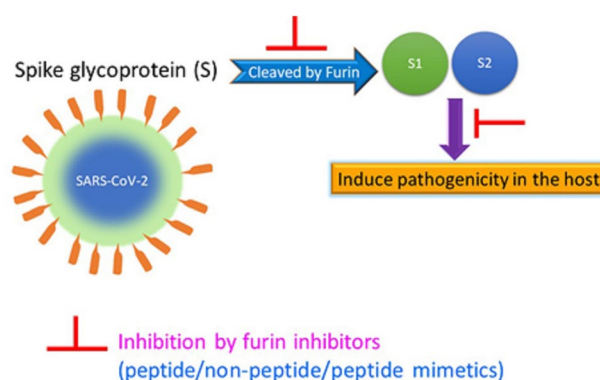 Spike glycoprotein (S)
Cleaved by Furin
S1
S2
SARS-CoV-2
Induce pathogenicity in the host
Inhibition by furin inhibitors
(peptide/non-peptide/peptide mimetics)